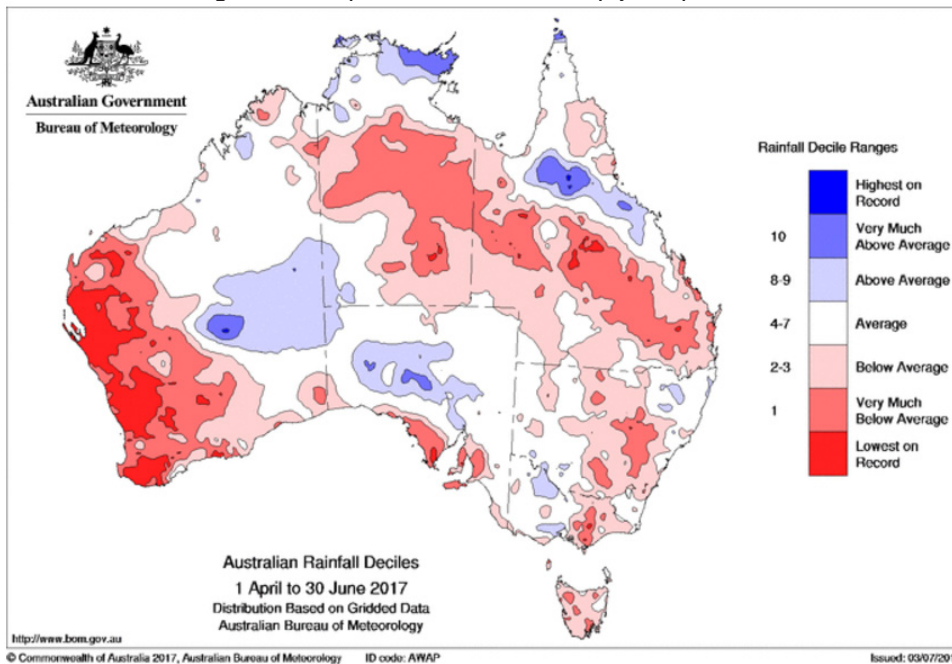 Australian Government
Bureau of Meteorology
Rainfall Decile Ranges
Highest on
Record
10
Very Much
Above Average
8-9
Above Average
4-7
Average
2-3
Below Average
1
Very Much
Below Average
Lowest on
Record
Australian Rainfall Deciles
1 April to 30 June 2017
Distribution Based on Gridded Data
Australian Bureau of Meteorology
http://www.bom.gov.au
© Commonwealth of Australia 2017, Australian Bureau of Meteorology ID code: AWAP Issued: